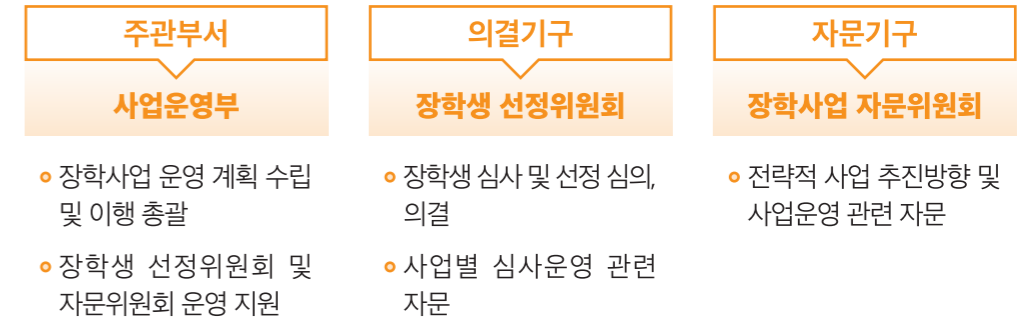 주관부서
사업운영부
장학사업 운영 계획 수립
및 이행 총괄
장학생 선정위원회 및
자문위원회 운영 지원
의결기구
장학생 선정위원회
장학생 심사 및 선정 심의,
의결
사업별 심사운영 관련
자문
자문기구
장학사업 자문위원회
전략적 사업 추진방향 및
사업운영 관련 자문